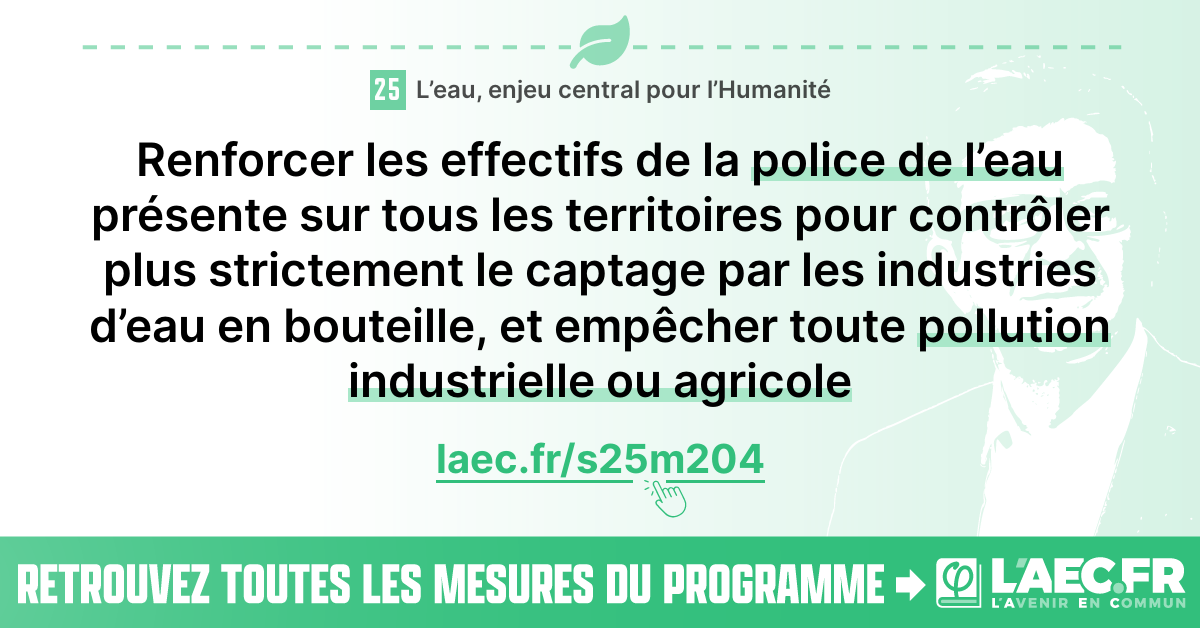 25 L’eau, enjeu central pour l’Humanité
Renforcer les effectifs de la police de l’eau
présente sur tous les territoires pour contrôler
plus strictement le captage par les industries
d’eau en bouteille, et empêcher toute pollution
industrielle ou agricole
laec.fr/s25m204
RETROUVEZ TOUTES LES MESURES DU PROGRAMME
L'AEC.FR
L'AVENIR EN COMMUN